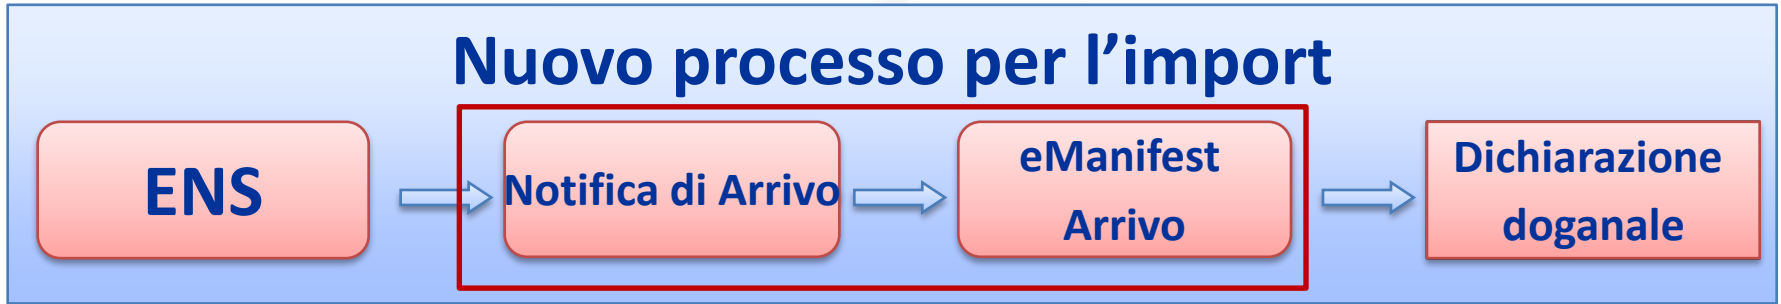 Nuovo processo per l’import
ENS
Notifica di Arrivo
eManifest
Arrivo
Dichiarazione
doganale